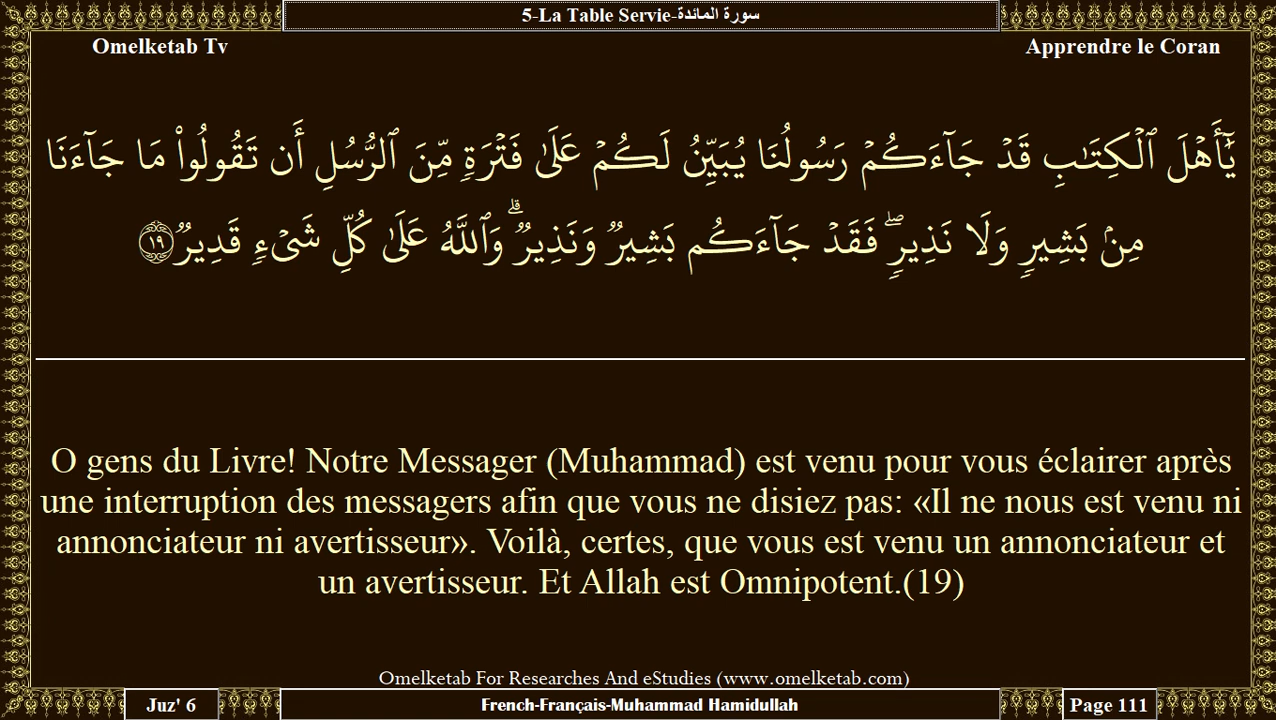 5-La Table Servie-سورة المائدة
Omelketab Tv
Apprendre le Coran
يَٰٓأَهۡلَ ٱلۡكِتَٰبِ قَدۡ جَآءَكُمۡ رَسُولُنَا يُبَيِّنُ لَكُمۡ عَلَىٰ فَتۡرَةٖ مِّنَ ٱلرُّسُلِ أَن تَقُولُواْ مَا جَآءَنَا
مِنۢ بَشِيرٖ وَلَا نَذِيرٖۖ فَقَدۡ جَآءَكُم بَشِيرٞ وَنَذِيرٞۗ وَٱللَّهُ عَلَىٰ كُلِّ شَيۡءٖ قَدِيرٞ ١٩
O gens du Livre! Notre Messager (Muhammad) est venu pour vous éclairer après
une interruption des messagers afin que vous ne disiez pas: «Il ne nous est venu ni
annonciateur ni avertisseur». Voilà, certes, que vous est venu un annonciateur et
un avertisseur. Et Allah est Omnipotent.(19)
Omelketab For Researches And eStudies (www.omelketab.com)
Juz' 6
French-Français-Muhammad Hamidullah
Page 111